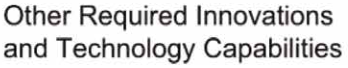 Other Required Innovations
and Technology Capabilities